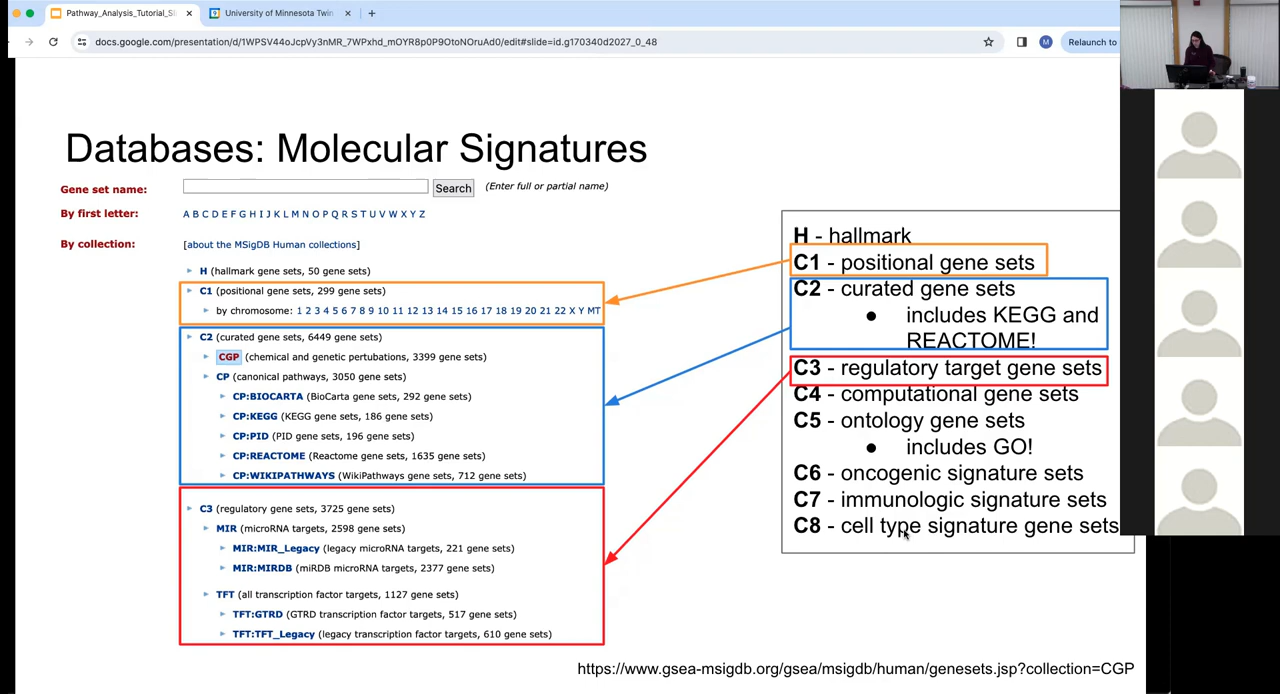 Pathway_Analysis_Tutorial_Sl
University of Minnesota Twin
docs.google.com/presentation/d/1WPSV44oJcpVy3nMR_7WPxhd_mOYR8p0P9OtoNOruAd0/edit#slide=id.g170340d2027_0_48
M
Relaunch to
Databases: Molecular Signatures
Gene set name:
Search
(Enter full or partial name)
By first letter:
A B C D E F G H I J K L M N O P Q R S T U V W X Y Z
By collection:
[about the MSigDB Human collections]
H (hallmark gene sets, 50 gene sets)
C1 (positional gene sets, 299 gene sets)
by chromosome: 1 2 3 4 5 6 7 8 9 10 11 12 13 14 15 16 17 18 19 20 21 22 X Y MT
C2 (curated gene sets, 6449 gene sets)
CGP (chemical and genetic pertubations, 3399 gene sets)
CP (canonical pathways, 3050 gene sets)
CP:BIOCARTA (BioCarta gene sets, 292 gene sets)
CP:KEGG (KEGG gene sets, 186 gene sets)
CP:PID (PID gene sets, 196 gene sets)
CP:REACTOME (Reactome gene sets, 1635 gene sets)
CP:WIKIPATHWAYS (WikiPathways gene sets, 712 gene sets)
C3 (regulatory gene sets, 3725 gene sets)
MIR (microRNA targets, 2598 gene sets)
MIR:MIR_Legacy (legacy microRNA targets, 221 gene sets)
MIR:MIRDB (miRDB microRNA targets, 2377 gene sets)
TFT (all transcription factor targets, 1127 gene sets)
TFT:GTRD (GTRD transcription factor targets, 517 gene sets)
TFT:TFT_Legacy (legacy transcription factor targets, 610 gene sets)
H - hallmark
C1 - positional gene sets
C2 - curated gene sets
● includes KEGG and
REACTOME!
C3 - regulatory target gene sets
C4 - computational gene sets
C5 - ontology gene sets
● includes GO!
C6 - oncogenic signature sets
C7 - immunologic signature sets
C8 - cell type signature gene sets
https://www.gsea-msigdb.org/gsea/msigdb/human/genesets.jsp?collection=CGP